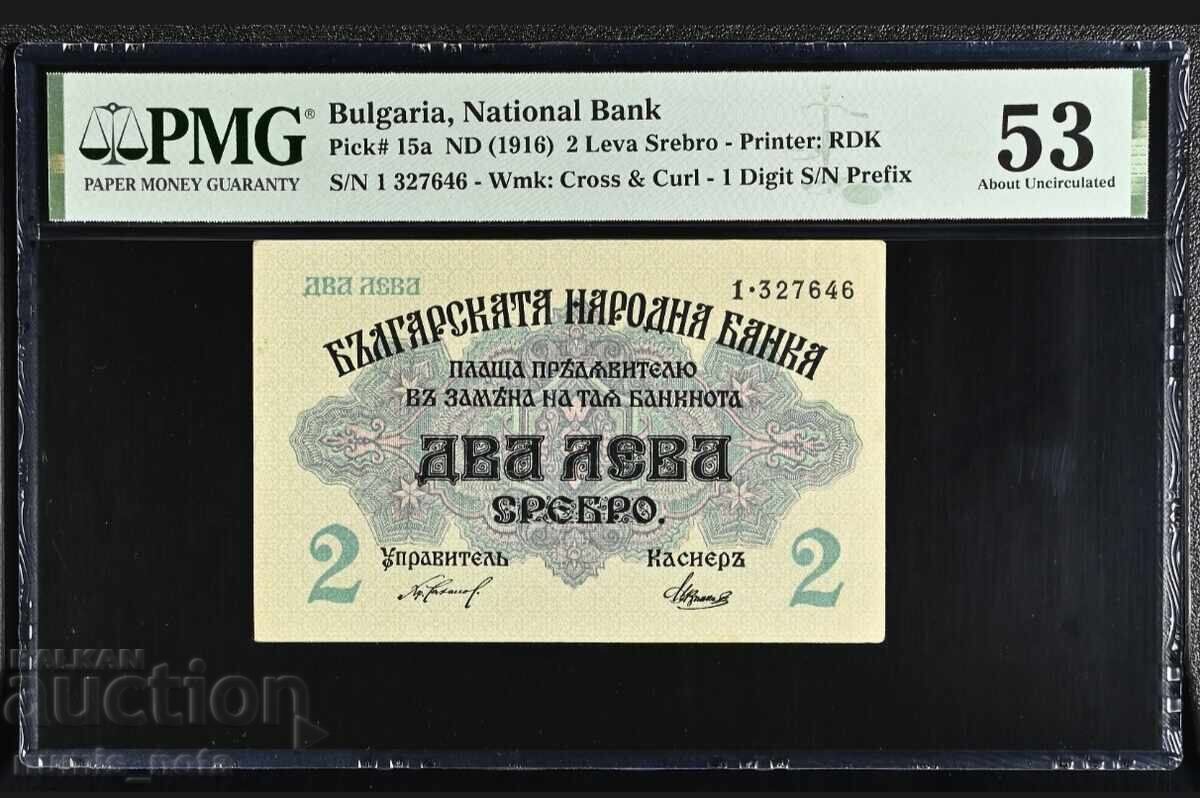 PMG®
PAPER MONEY GUARANTY
Bulgaria, National Bank
Pick# 15a ND (1916) 2 Leva Srebro - Printer: RDK
S/N 1 327646 - Wmk: Cross & Curl - 1 Digit S/N Prefix
53
About Uncirculated
ДВА ЛЕВА
1·327646
БЪЛГАРСКАТА НАРОДНА БАНКА
ПЛАЩА ПРѢДЯВИТЕЛЮ
ВЪ ЗАМѢНА НА ТАЯ БАНКНОТА
ДВА ЛЕВА
СРЕБРО.
2
Управитель
Касиеръ
2
BALKAN
auction
munis_nofa